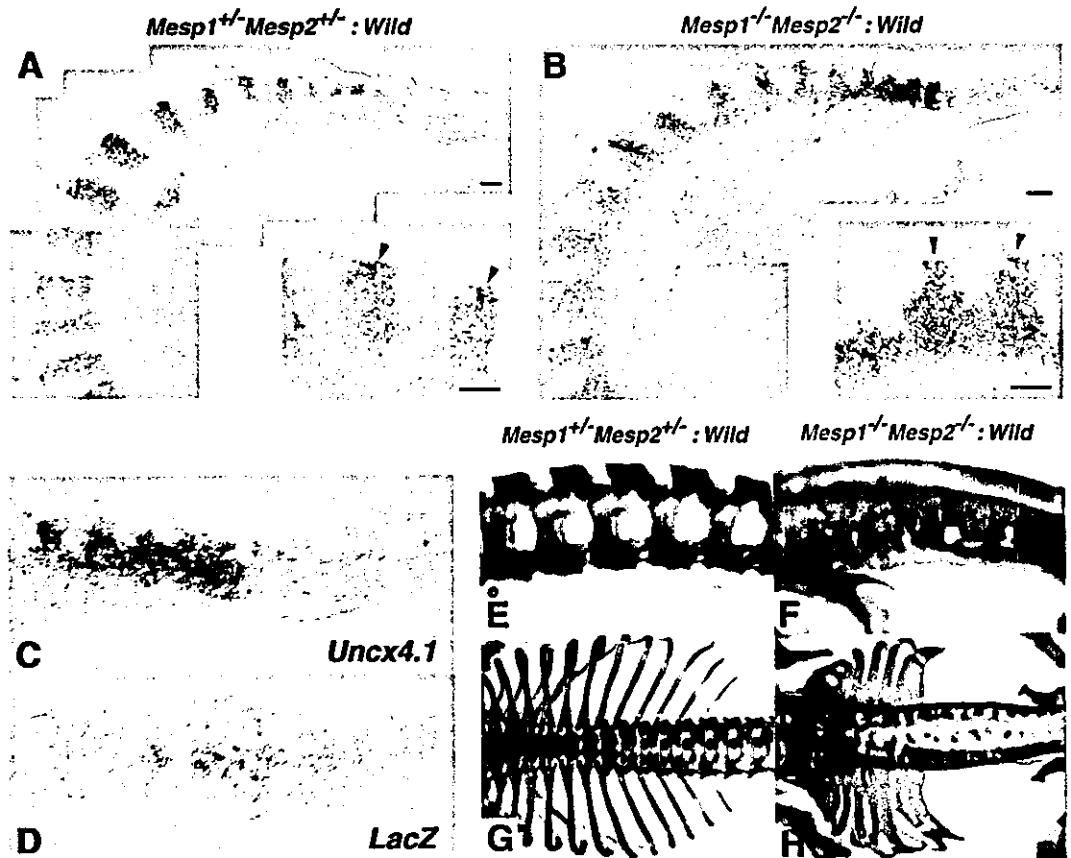 Mesp1+/-Mesp2+/- : Wild
Mesp1-/-Mesp2-/- : Wild
A
B
Mesp1+/-Mesp2+/- : Wild
Mesp1-/-Mesp2-/- : Wild
C
Uncx4.1
E
F
D
LacZ
G
H